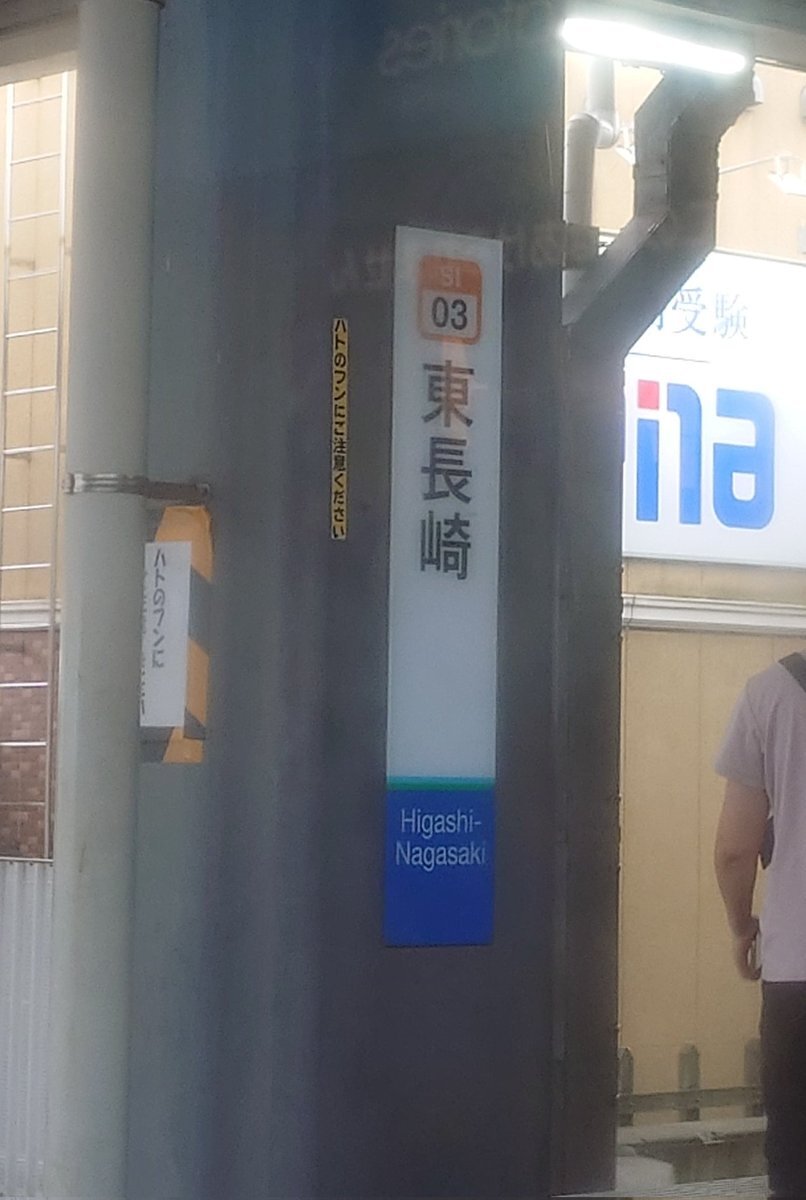 SI
03
東長崎
Higashi-
Nagasaki
ハトのフンにご注意ください
ハトのフンに
受験
ina